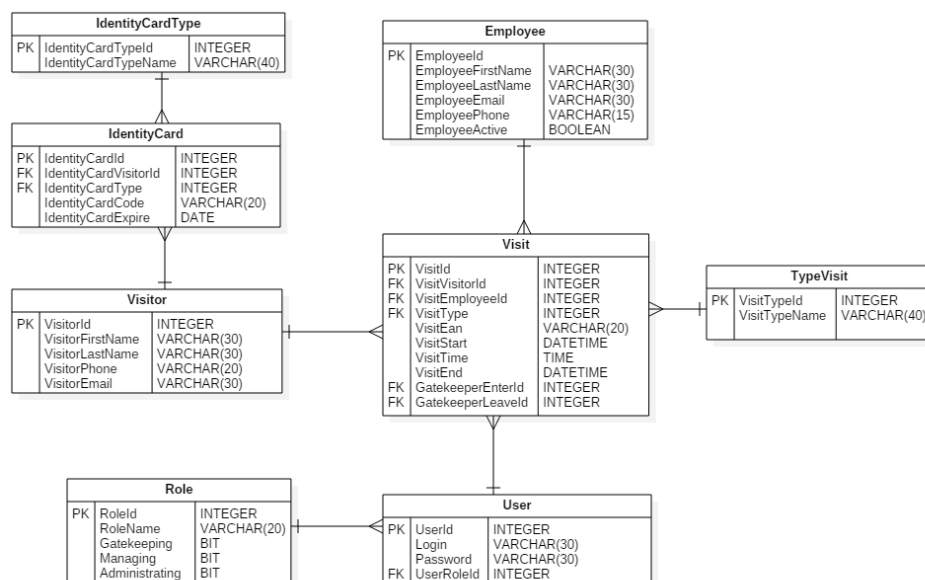 IdentityCardType
PK IdentityCardTypeId INTEGER
IdentityCardTypeName VARCHAR(40)
Employee
PK EmployeeId
EmployeeFirstName VARCHAR(30)
EmployeeLastName VARCHAR(30)
EmployeeEmail VARCHAR(30)
EmployeePhone VARCHAR(15)
EmployeeActive BOOLEAN
IdentityCard
PK IdentityCardId INTEGER
FK IdentityCardVisitorId INTEGER
FK IdentityCardType INTEGER
IdentityCardCode VARCHAR(20)
IdentityCardExpire DATE
Visit
PK VisitId INTEGER
FK VisitVisitorId INTEGER
FK VisitEmployeeId INTEGER
FK VisitType INTEGER
VisitEan VARCHAR(20)
VisitStart DATETIME
VisitTime TIME
VisitEnd DATETIME
FK GatekeeperEnterId INTEGER
FK GatekeeperLeaveId INTEGER
TypeVisit
PK VisitTypeId INTEGER
VisitTypeName VARCHAR(40)
Visitor
PK VisitorId INTEGER
VisitorFirstName VARCHAR(30)
VisitorLastName VARCHAR(30)
VisitorPhone VARCHAR(20)
VisitorEmail VARCHAR(30)
Role
PK RoleId INTEGER
RoleName VARCHAR(20)
Gatekeeping BIT
Managing BIT
Administrating BIT
User
PK UserId INTEGER
Login VARCHAR(30)
Password VARCHAR(30)
FK UserRoleId INTEGER